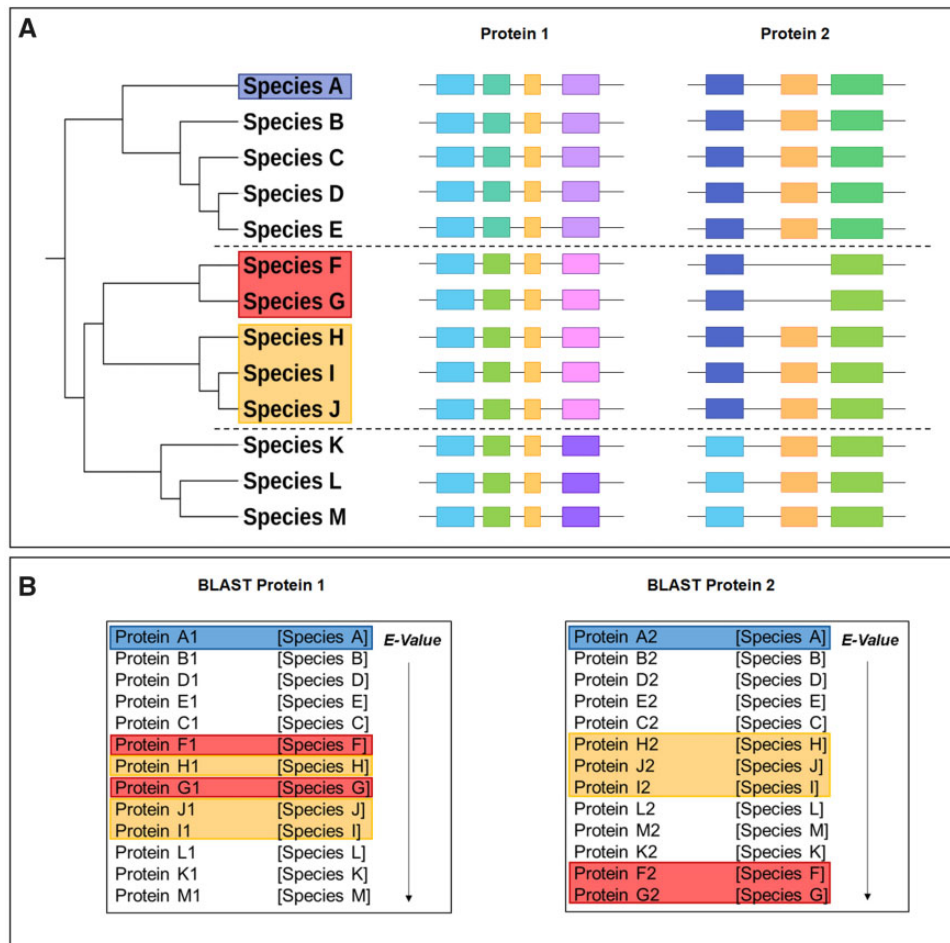 A
Protein 1 Protein 2
Species A
Species B
Species C
Species D
Species E
Species F
Species G
Species H
Species I
Species J
Species K
Species L
Species M
B
BLAST Protein 1
Protein A1 [Species A]
E-Value
Protein B1 [Species B]
Protein D1 [Species D]
Protein E1 [Species E]
Protein C1 [Species C]
Protein F1 [Species F]
Protein H1 [Species H]
Protein G1 [Species G]
Protein J1 [Species J]
Protein I1 [Species I]
Protein L1 [Species L]
Protein K1 [Species K]
Protein M1 [Species M]
BLAST Protein 2
Protein A2 [Species A]
E-Value
Protein B2 [Species B]
Protein D2 [Species D]
Protein E2 [Species E]
Protein C2 [Species C]
Protein H2 [Species H]
Protein J2 [Species J]
Protein I2 [Species I]
Protein L2 [Species L]
Protein M2 [Species M]
Protein K2 [Species K]
Protein F2 [Species F]
Protein G2 [Species G]